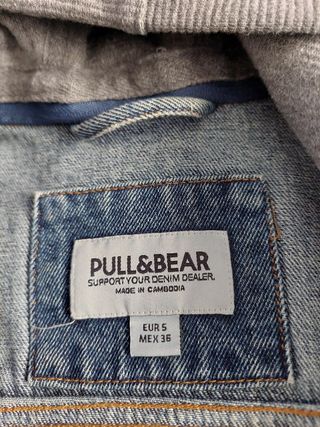 PULL&BEAR
SUPPORT YOUR DENIM DEALER.
MADE IN CAMBODIA
EUR S
MEX 36